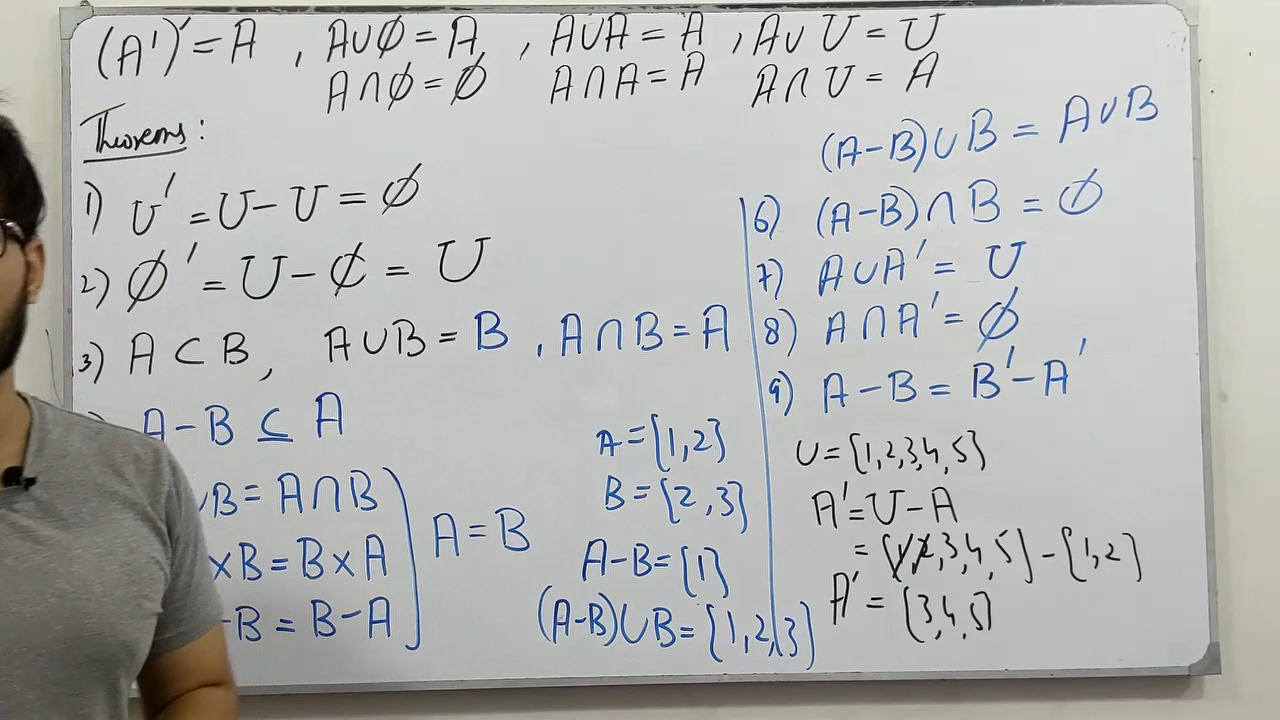 (A')' = A , A∪∅ = A , A∪A = A , A∪U = U
A∩∅ = ∅ A∩A = A A∩U = A
Theorems :
1) U' = U - U = ∅
2) ∅' = U - ∅ = U
3) A ⊂ B , A∪B = B , A∩B = A
A - B ⊆ A
∪B = A∩B
×B = B×A
-B = B-A
A = B
A = {1,2}
B = {2,3}
A-B = {1}
(A-B)∪B = {1,2,3}
(A-B)∪B = A∪B
6) (A-B)∩B = ∅
7) A∪A' = U
8) A∩A' = ∅
9) A-B = B'-A'
U = {1,2,3,4,5}
A' = U - A
= {1,2,3,4,5} - {1,2}
A' = {3,4,5}